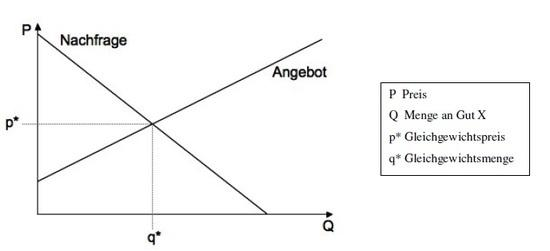 P
Nachfrage
Angebot
p*
Q
q*
P Preis
Q Menge an Gut X
p* Gleichgewichtspreis
q* Gleichgewichtsmenge